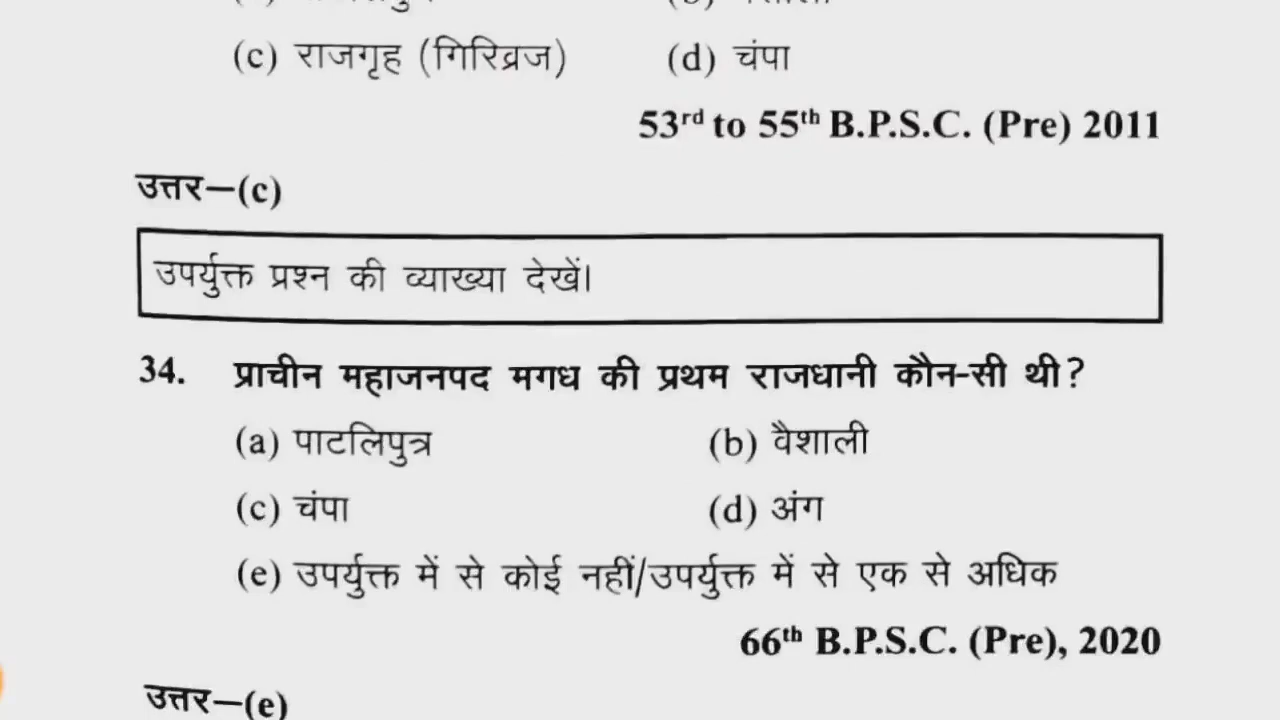 (c) राजगृह (गिरिव्रज) (d) चंपा
53rd to 55th B.P.S.C. (Pre) 2011
उत्तर–(c)
उपर्युक्त प्रश्न की व्याख्या देखें।
34. प्राचीन महाजनपद मगध की प्रथम राजधानी कौन-सी थी?
(a) पाटलिपुत्र (b) वैशाली
(c) चंपा (d) अंग
(e) उपर्युक्त में से कोई नहीं/उपर्युक्त में से एक से अधिक
66th B.P.S.C. (Pre), 2020
उत्तर–(e)